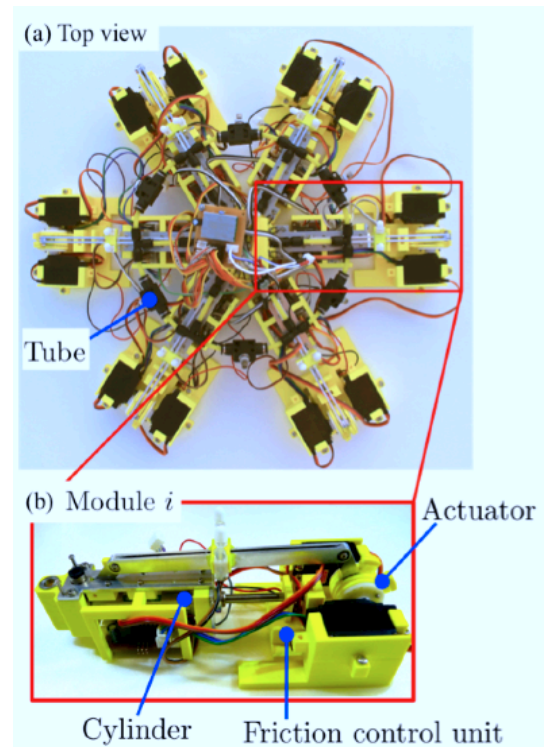 (a) Top view
Tube
(b) Module i
Actuator
Cylinder
Friction control unit